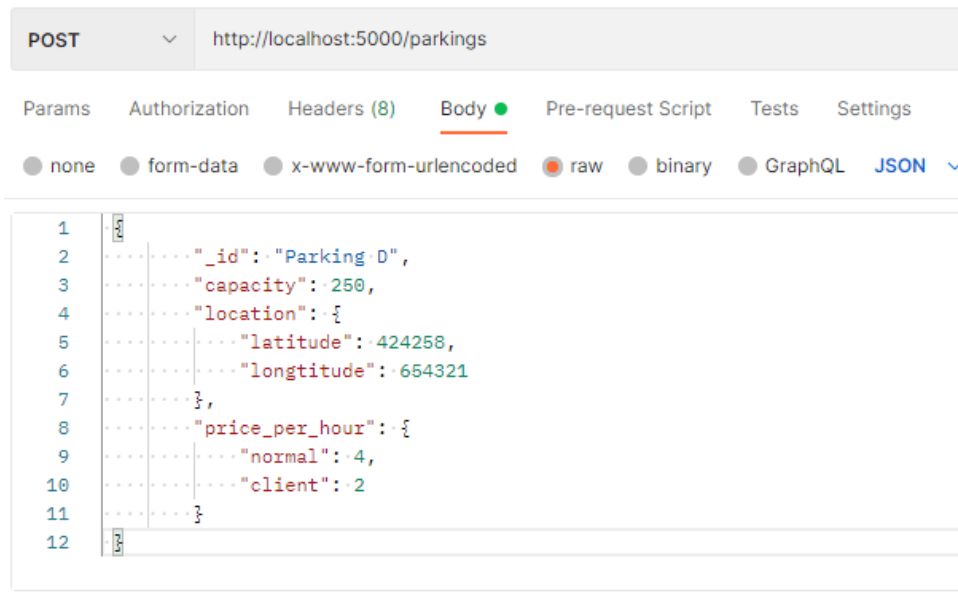 POST http://localhost:5000/parkings
Params Authorization Headers (8) Body Pre-request Script Tests Settings
none form-data x-www-form-urlencoded raw binary GraphQL JSON
1 {
2 "_id": "Parking D",
3 "capacity": 250,
4 "location": {
5 "latitude": 424258,
6 "longtitude": 654321
7 },
8 "price_per_hour": {
9 "normal": 4,
10 "client": 2
11 }
12 }